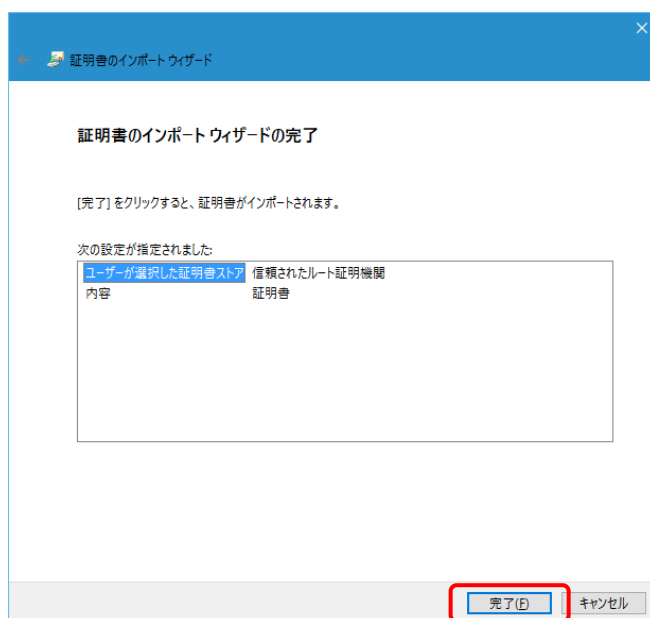 証明書のインポート ウィザード
証明書のインポート ウィザードの完了
[完了] をクリックすると、証明書がインポートされます。
次の設定が指定されました:
ユーザーが選択した証明書ストア 信頼されたルート証明機関
内容 証明書
完了(F) キャンセル